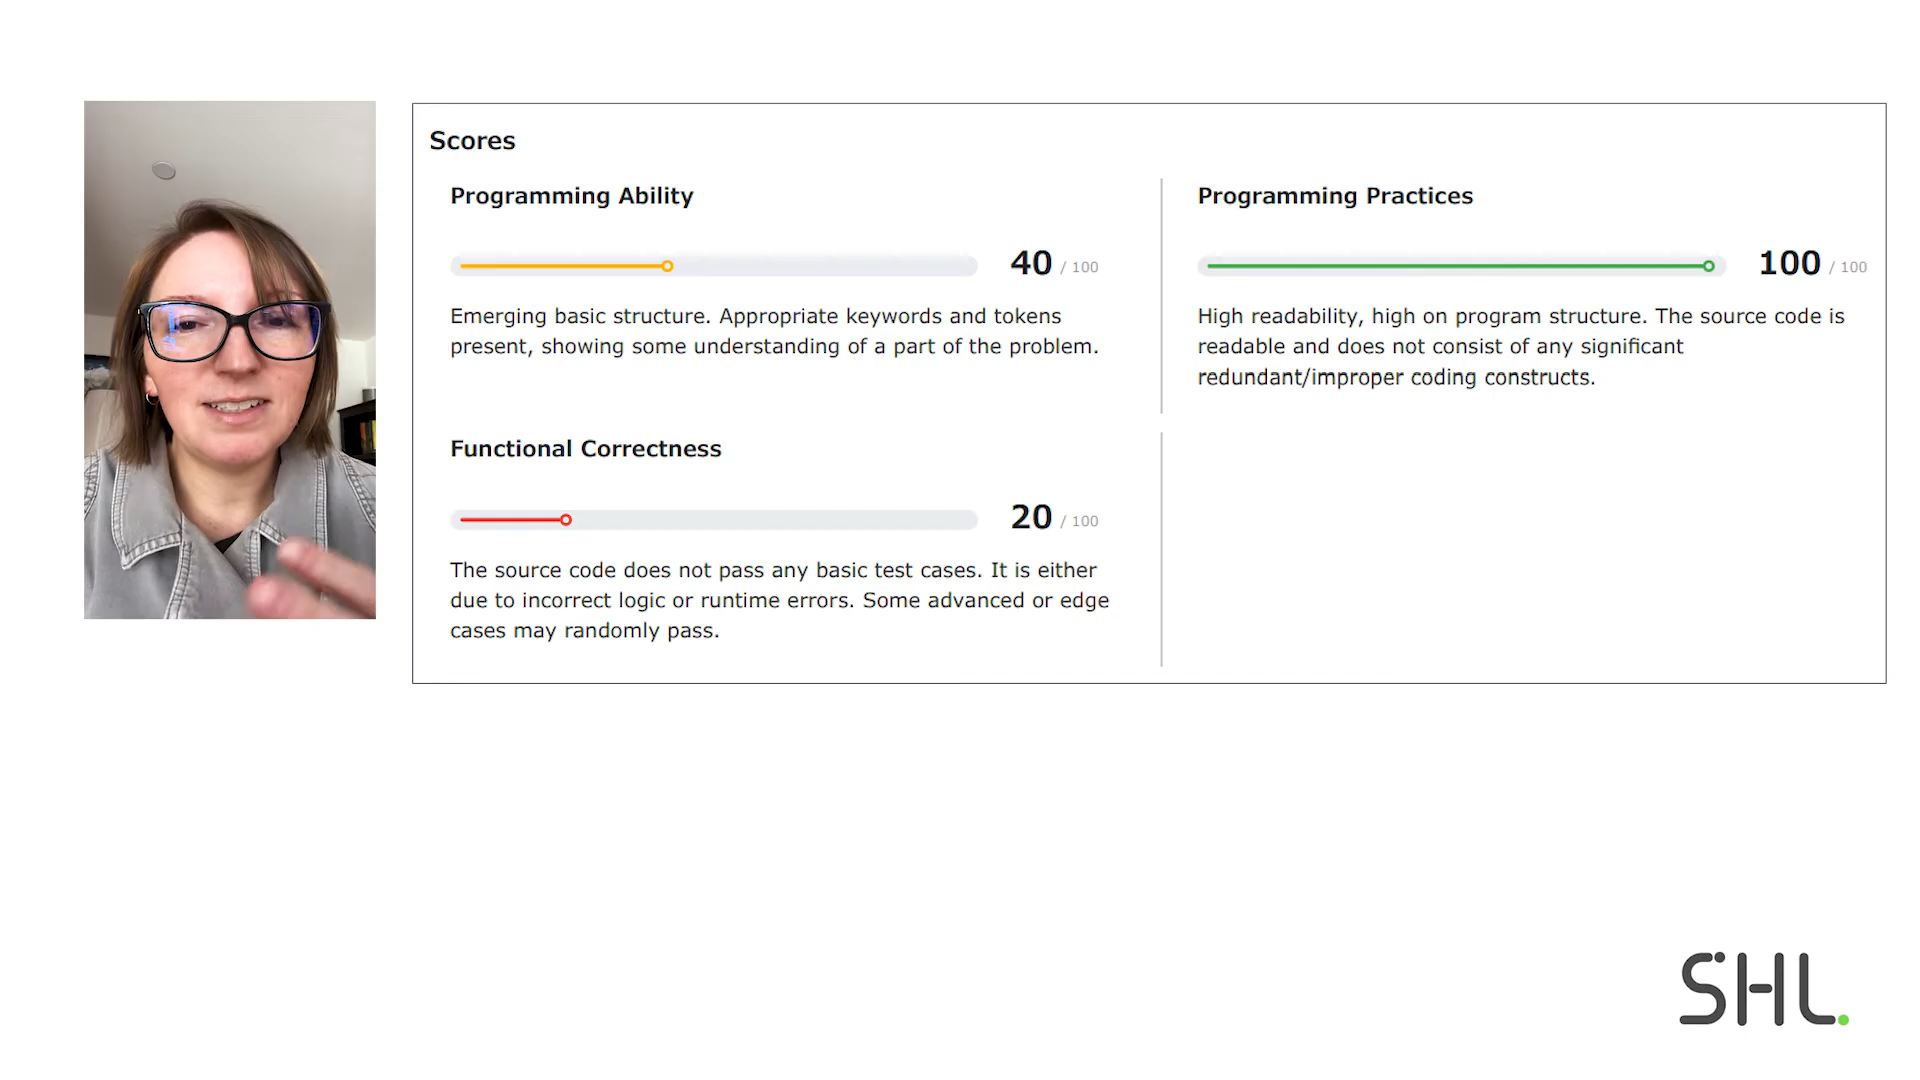 Scores
Programming Ability
40 / 100
Emerging basic structure. Appropriate keywords and tokens
present, showing some understanding of a part of the problem.
Programming Practices
100 / 100
High readability, high on program structure. The source code is
readable and does not consist of any significant
redundant/improper coding constructs.
Functional Correctness
20 / 100
The source code does not pass any basic test cases. It is either
due to incorrect logic or runtime errors. Some advanced or edge
cases may randomly pass.
SHL.